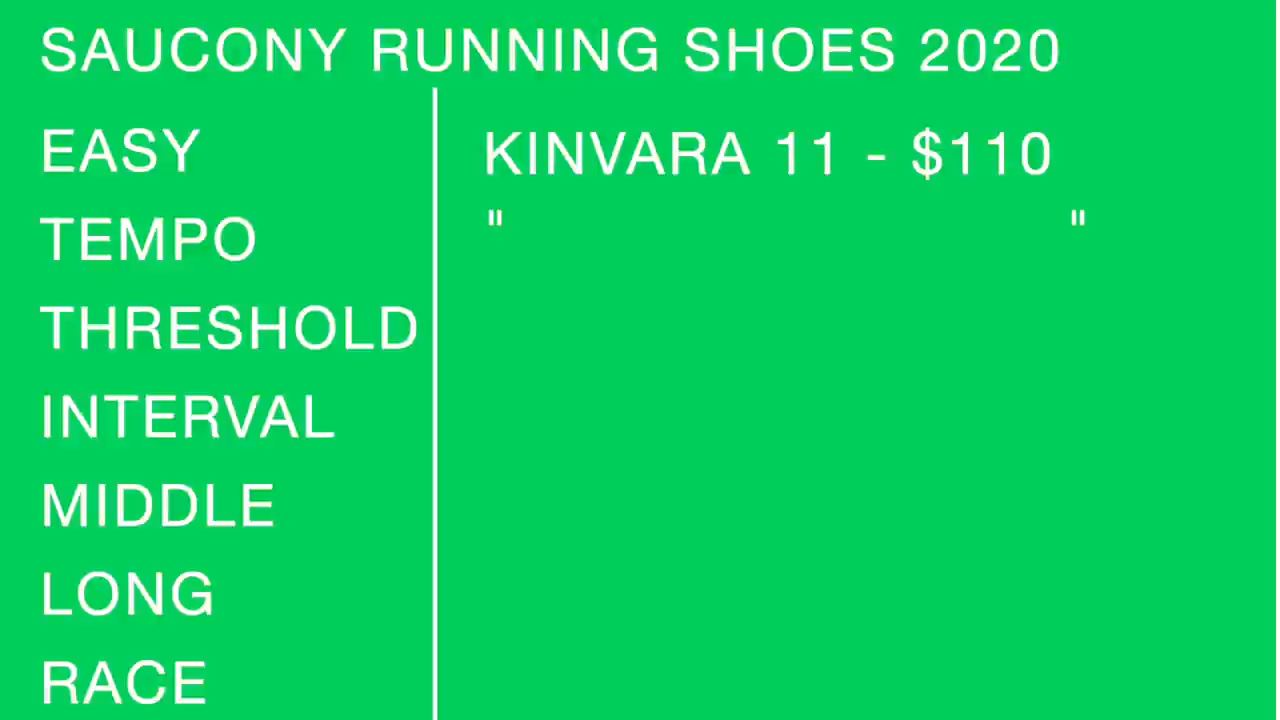 SAUCONY RUNNING SHOES 2020
EASY KINVARA 11 - $110
TEMPO " "
THRESHOLD
INTERVAL
MIDDLE
LONG
RACE